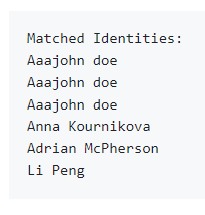 Matched Identities:
Aaajohn doe
Aaajohn doe
Aaajohn doe
Anna Kournikova
Adrian McPherson
Li Peng